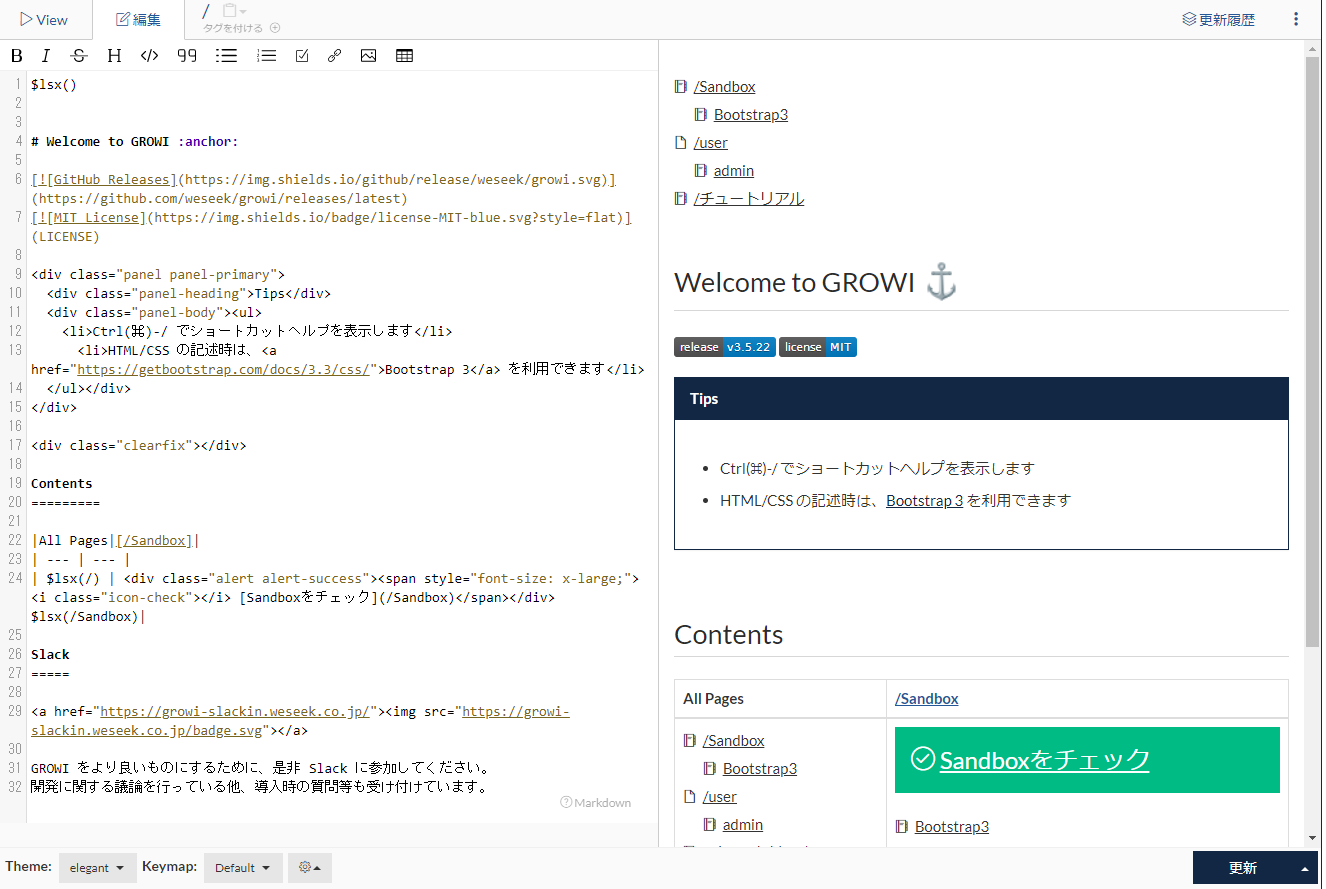 View
編集
/
タグを付ける
更新履歴
1 $lsx()
2
3
4 # Welcome to GROWI :anchor:
5
6 [![GitHub Releases](https://img.shields.io/github/release/weseek/growi.svg)]
(https://github.com/weseek/growi/releases/latest)
7 [![MIT License](https://img.shields.io/badge/license-MIT-blue.svg?style=flat)]
(LICENSE)
8
9 <div class="panel panel-primary">
10 <div class="panel-heading">Tips</div>
11 <div class="panel-body"><ul>
12 <li>Ctrl(⌘)-/ でショートカットヘルプを表示します</li>
13 <li>HTML/CSS の記述時は、<a
href="https://getbootstrap.com/docs/3.3/css/">Bootstrap 3</a> を利用できます</li>
14 </ul></div>
15 </div>
16
17 <div class="clearfix"></div>
18
19 Contents
20 =========
21
22 |All Pages|[/Sandbox]|
23 | --- | --- |
24 | $lsx(/) | <div class="alert alert-success"><span style="font-size: x-large;">
<i class="icon-check"></i> [Sandboxをチェック](/Sandbox)</span></div>
$lsx(/Sandbox)|
25
26 Slack
27 =====
28
29 <a href="https://growi-slackin.weseek.co.jp/"><img src="https://growi-
slackin.weseek.co.jp/badge.svg"></a>
30
31 GROWI をより良いものにするために、是非 Slack に参加してください。
32 開発に関する議論を行っている他、導入時の質問等も受け付けています。
Markdown
/Sandbox
Bootstrap3
/user
admin
/チュートリアル
Welcome to GROWI ⚓
release v3.5.22 license MIT
Tips
• Ctrl(⌘)-/ でショートカットヘルプを表示します
• HTML/CSS の記述時は、Bootstrap 3 を利用できます
Contents
All Pages
/Sandbox
/Sandbox
Bootstrap3
/user
admin
Sandboxをチェック
Bootstrap3
Theme: elegant
Keymap: Default
更新